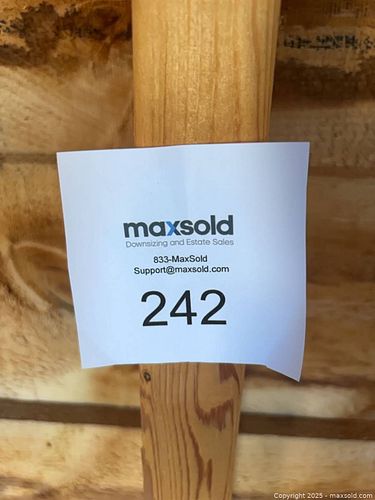 maxsold
Downsizing and Estate Sales
833-MaxSold
Support@maxsold.com
242
Copyright 2025 - maxsold.com